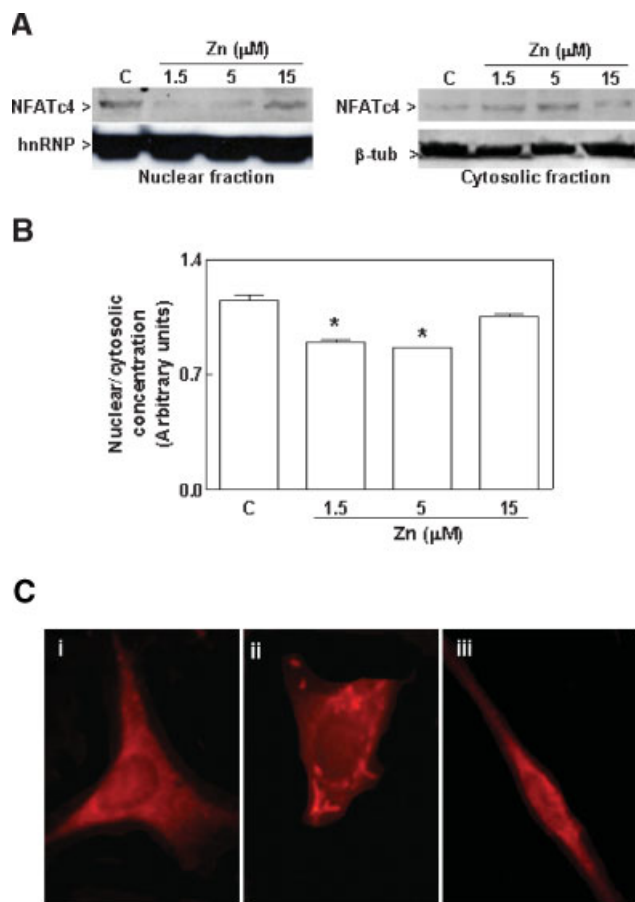 A
Zn (μM)
C 1.5 5 15
NFATc4 >
hnRNP >
Nuclear fraction
Zn (μM)
C 1.5 5 15
NFATc4 >
β-tub >
Cytosolic fraction
B
Nuclear/cytosolic
concentration
(Arbitrary units)
1.4
0.7
0.0
* *
C 1.5 5 15
Zn (μM)
C
i ii iii